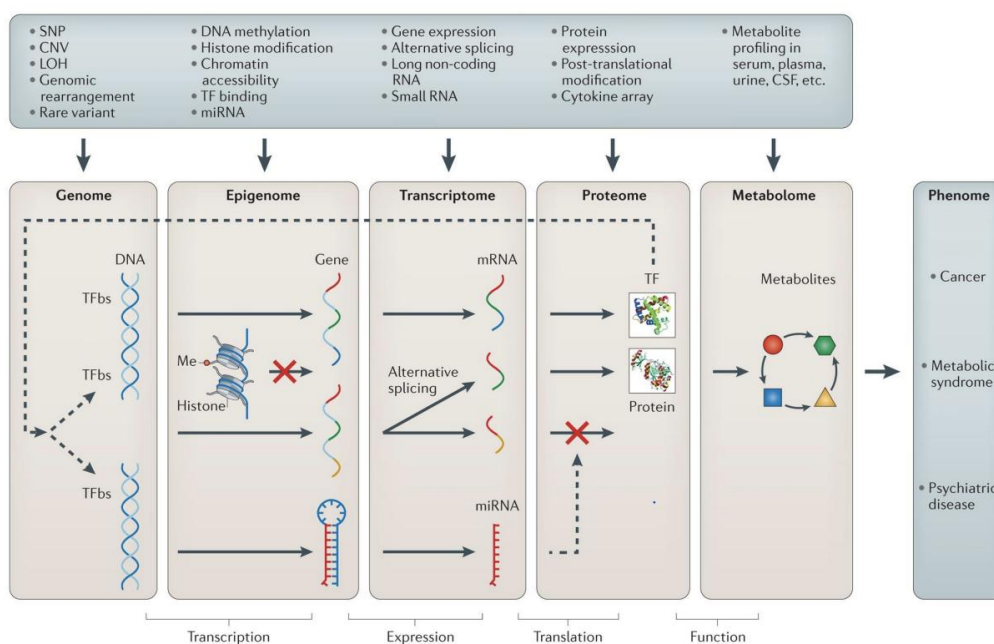 • SNP
• CNV
• LOH
• Genomic
rearrangement
• Rare variant
• DNA methylation
• Histone modification
• Chromatin
accessibility
• TF binding
• miRNA
• Gene expression
• Alternative splicing
• Long non-coding
RNA
• Small RNA
• Protein
expresssion
• Post-translational
modification
• Cytokine array
• Metabolite
profiling in
serum, plasma,
urine, CSF, etc.
Genome
Epigenome
Transcriptome
Proteome
Metabolome
Phenome
DNA
TFbs
TFbs
TFbs
Gene
Me
Histone
mRNA
Alternative
splicing
miRNA
TF
Protein
Metabolites
• Cancer
• Metabolic
syndrome
• Psychiatric
disease
Transcription
Expression
Translation
Function